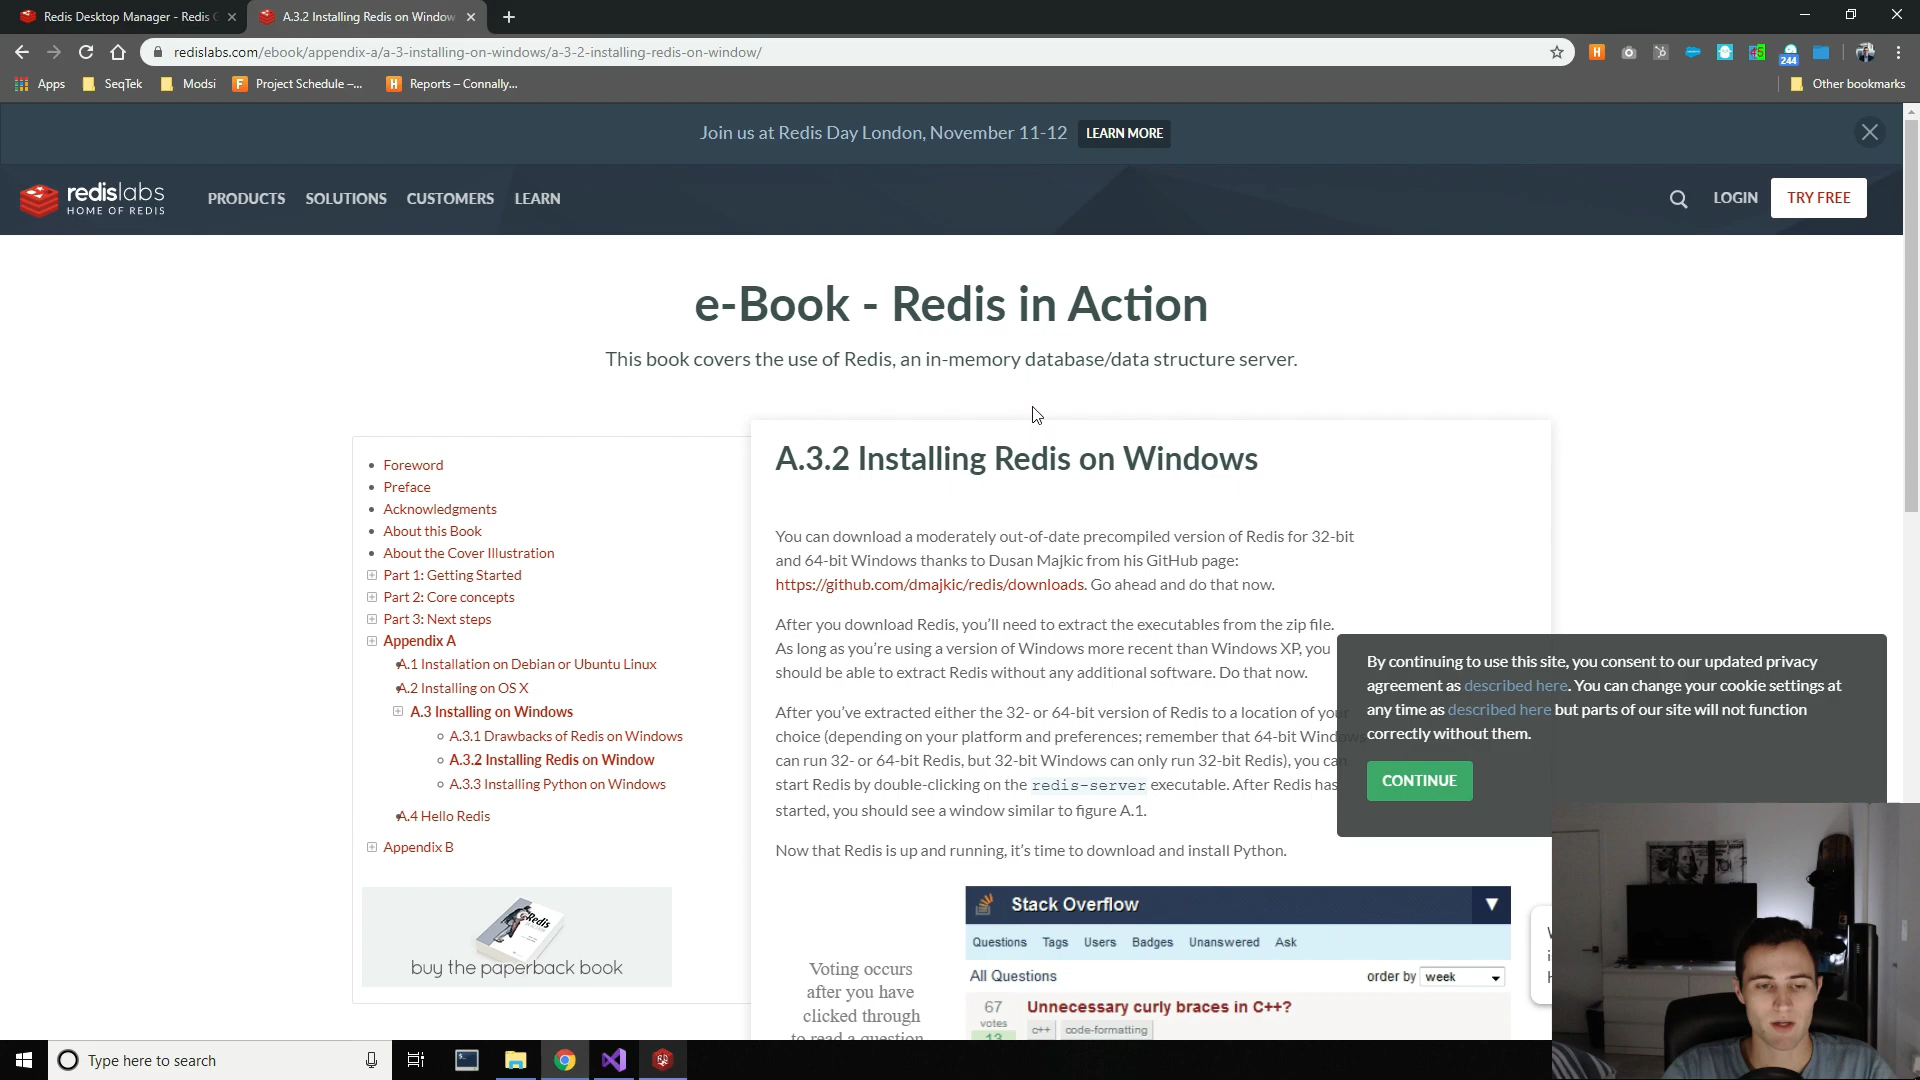 Redis Desktop Manager - Redis G
A.3.2 Installing Redis on Window
redislabs.com/ebook/appendix-a/a-3-installing-on-windows/a-3-2-installing-redis-on-window/
244
Apps
SeqTek
Modsi
Project Schedule –...
Reports – Connally...
Other bookmarks
Join us at Redis Day London, November 11-12
LEARN MORE
redislabs
HOME OF REDIS
PRODUCTS
SOLUTIONS
CUSTOMERS
LEARN
LOGIN
TRY FREE
e-Book - Redis in Action
This book covers the use of Redis, an in-memory database/data structure server.
Foreword
Preface
Acknowledgments
About this Book
About the Cover Illustration
Part 1: Getting Started
Part 2: Core concepts
Part 3: Next steps
Appendix A
A.1 Installation on Debian or Ubuntu Linux
A.2 Installing on OS X
A.3 Installing on Windows
A.3.1 Drawbacks of Redis on Windows
A.3.2 Installing Redis on Window
A.3.3 Installing Python on Windows
A.4 Hello Redis
Appendix B
Redis
buy the paperback book
A.3.2 Installing Redis on Windows
You can download a moderately out-of-date precompiled version of Redis for 32-bit
and 64-bit Windows thanks to Dusan Majkic from his GitHub page:
https://github.com/dmajkic/redis/downloads. Go ahead and do that now.
After you download Redis, you'll need to extract the executables from the zip file.
As long as you're using a version of Windows more recent than Windows XP, you
should be able to extract Redis without any additional software. Do that now.
After you've extracted either the 32- or 64-bit version of Redis to a location of your
choice (depending on your platform and preferences; remember that 64-bit Windows
can run 32- or 64-bit Redis, but 32-bit Windows can only run 32-bit Redis), you can
start Redis by double-clicking on the redis-server executable. After Redis has
started, you should see a window similar to figure A.1.
Now that Redis is up and running, it's time to download and install Python.
Voting occurs
after you have
clicked through
to read a question
Stack Overflow
Questions Tags Users Badges Unanswered Ask
All Questions
order by week
67
votes
13
Unnecessary curly braces in C++?
c++ code-formatting
By continuing to use this site, you consent to our updated privacy
agreement as described here. You can change your cookie settings at
any time as described here but parts of our site will not function
correctly without them.
CONTINUE
Type here to search